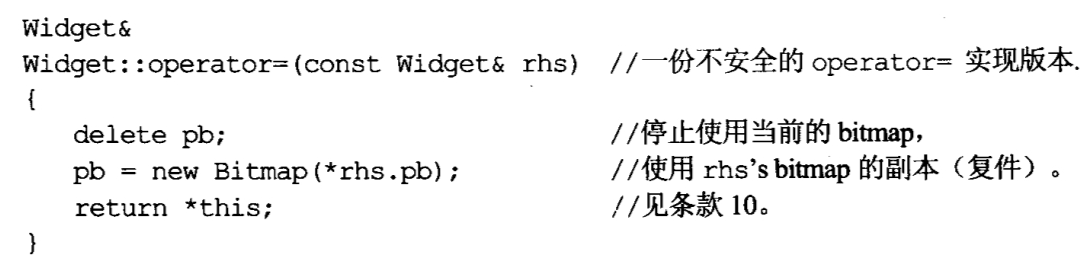 Widget&
Widget::operator=(const Widget& rhs) //一份不安全的 operator= 实现版本.
{
delete pb; //停止使用当前的 bitmap,
pb = new Bitmap(*rhs.pb); //使用 rhs's bitmap 的副本（复件）。
return *this; //见条款 10。
}